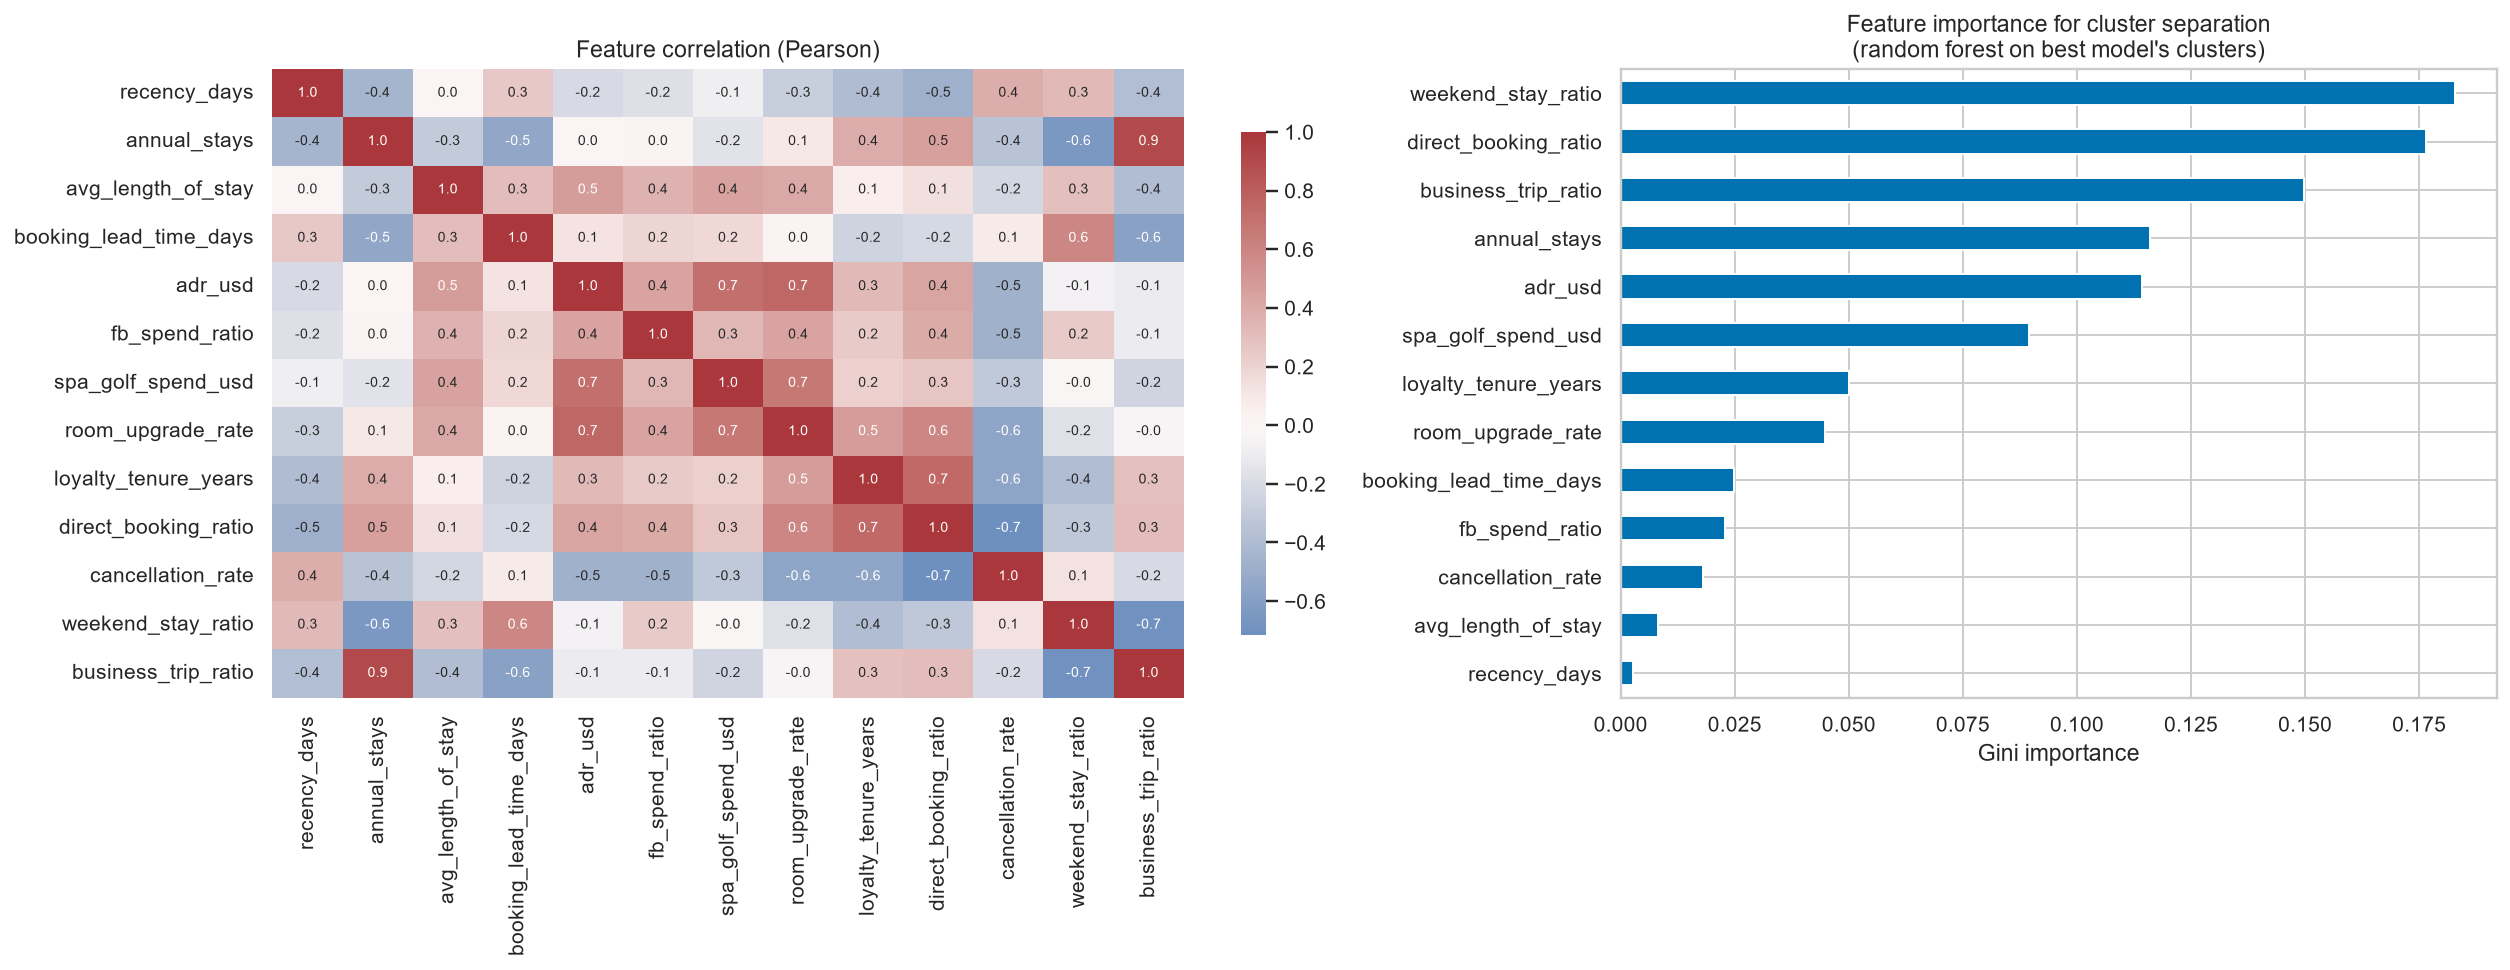 Feature correlation (Pearson)
recency_days 1.0 -0.4 0.0 0.3 -0.2 -0.2 -0.1 -0.3 -0.4 -0.5 0.4 0.3 -0.4
annual_stays -0.4 1.0 -0.3 -0.5 0.0 0.0 -0.2 0.1 0.4 0.5 -0.4 -0.6 0.9
avg_length_of_stay 0.0 -0.3 1.0 0.3 0.5 0.4 0.4 0.4 0.1 0.1 -0.2 0.3 -0.4
booking_lead_time_days 0.3 -0.5 0.3 1.0 0.1 0.2 0.2 0.0 -0.2 -0.2 0.1 0.6 -0.6
adr_usd -0.2 0.0 0.5 0.1 1.0 0.4 0.7 0.7 0.3 0.4 -0.5 -0.1 -0.1
fb_spend_ratio -0.2 0.0 0.4 0.2 0.4 1.0 0.3 0.4 0.2 0.4 -0.5 0.2 -0.1
spa_golf_spend_usd -0.1 -0.2 0.4 0.2 0.7 0.3 1.0 0.7 0.2 0.3 -0.3 -0.0 -0.2
room_upgrade_rate -0.3 0.1 0.4 0.0 0.7 0.4 0.7 1.0 0.5 0.6 -0.6 -0.2 -0.0
loyalty_tenure_years -0.4 0.4 0.1 -0.2 0.3 0.2 0.2 0.5 1.0 0.7 -0.6 -0.4 0.3
direct_booking_ratio -0.5 0.5 0.1 -0.2 0.4 0.4 0.3 0.6 0.7 1.0 -0.7 -0.3 0.3
cancellation_rate 0.4 -0.4 -0.2 0.1 -0.5 -0.5 -0.3 -0.6 -0.6 -0.7 1.0 0.1 -0.2
weekend_stay_ratio 0.3 -0.6 0.3 0.6 -0.1 0.2 -0.0 -0.2 -0.4 -0.3 0.1 1.0 -0.7
business_trip_ratio -0.4 0.9 -0.4 -0.6 -0.1 -0.1 -0.2 -0.0 0.3 0.3 -0.2 -0.7 1.0
recency_days
annual_stays
avg_length_of_stay
booking_lead_time_days
adr_usd
fb_spend_ratio
spa_golf_spend_usd
room_upgrade_rate
loyalty_tenure_years
direct_booking_ratio
cancellation_rate
weekend_stay_ratio
business_trip_ratio
1.0
0.8
0.6
0.4
0.2
0.0
−0.2
−0.4
−0.6
Feature importance for cluster separation
(random forest on best model's clusters)
weekend_stay_ratio
direct_booking_ratio
business_trip_ratio
annual_stays
adr_usd
spa_golf_spend_usd
loyalty_tenure_years
room_upgrade_rate
booking_lead_time_days
fb_spend_ratio
cancellation_rate
avg_length_of_stay
recency_days
0.000 0.025 0.050 0.075 0.100 0.125 0.150 0.175
Gini importance